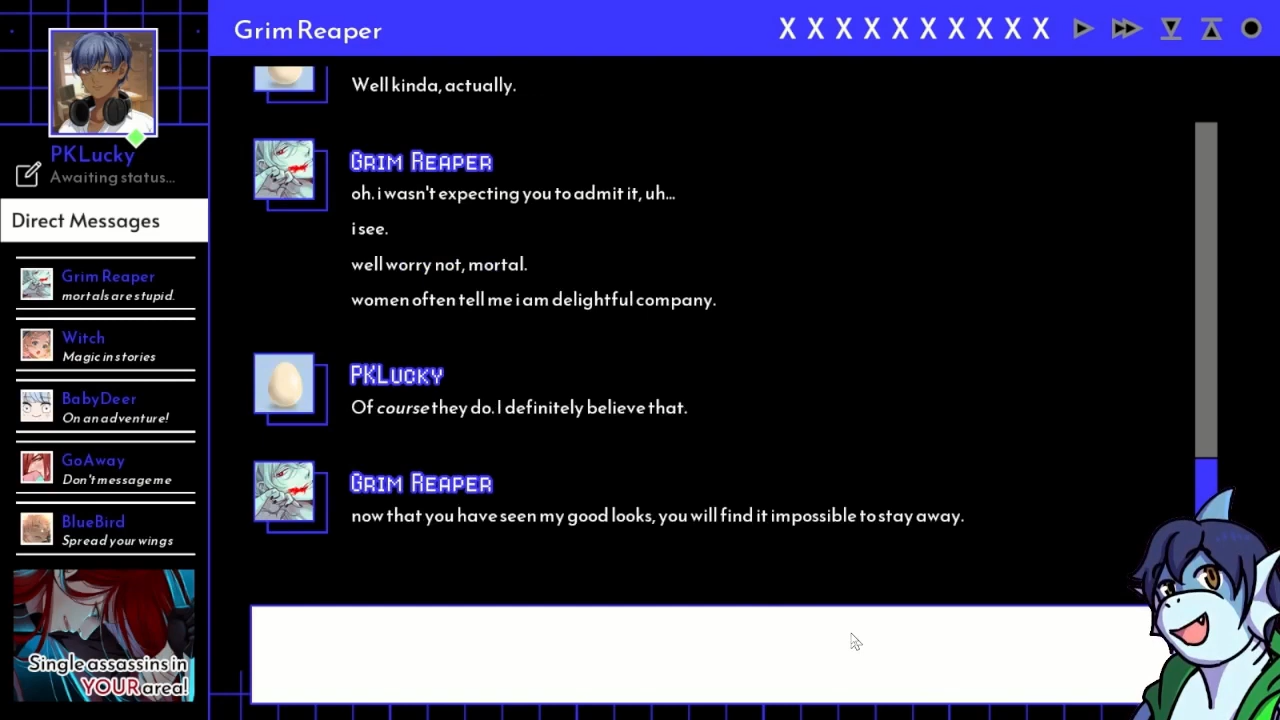 Grim Reaper
X X X X X X X X X X
Well kinda, actually.
PKLucky
Awaiting status...
Direct Messages
Grim Reaper
mortals are stupid.
Witch
Magic in stories
BabyDeer
On an adventure!
GoAway
Don't message me
BlueBird
Spread your wings
Single assassins in
YOUR area!
Grim Reaper
oh. i wasn't expecting you to admit it, uh...
i see.
well worry not, mortal.
women often tell me i am delightful company.
PKLucky
Of course they do. I definitely believe that.
Grim Reaper
now that you have seen my good looks, you will find it impossible to stay away.